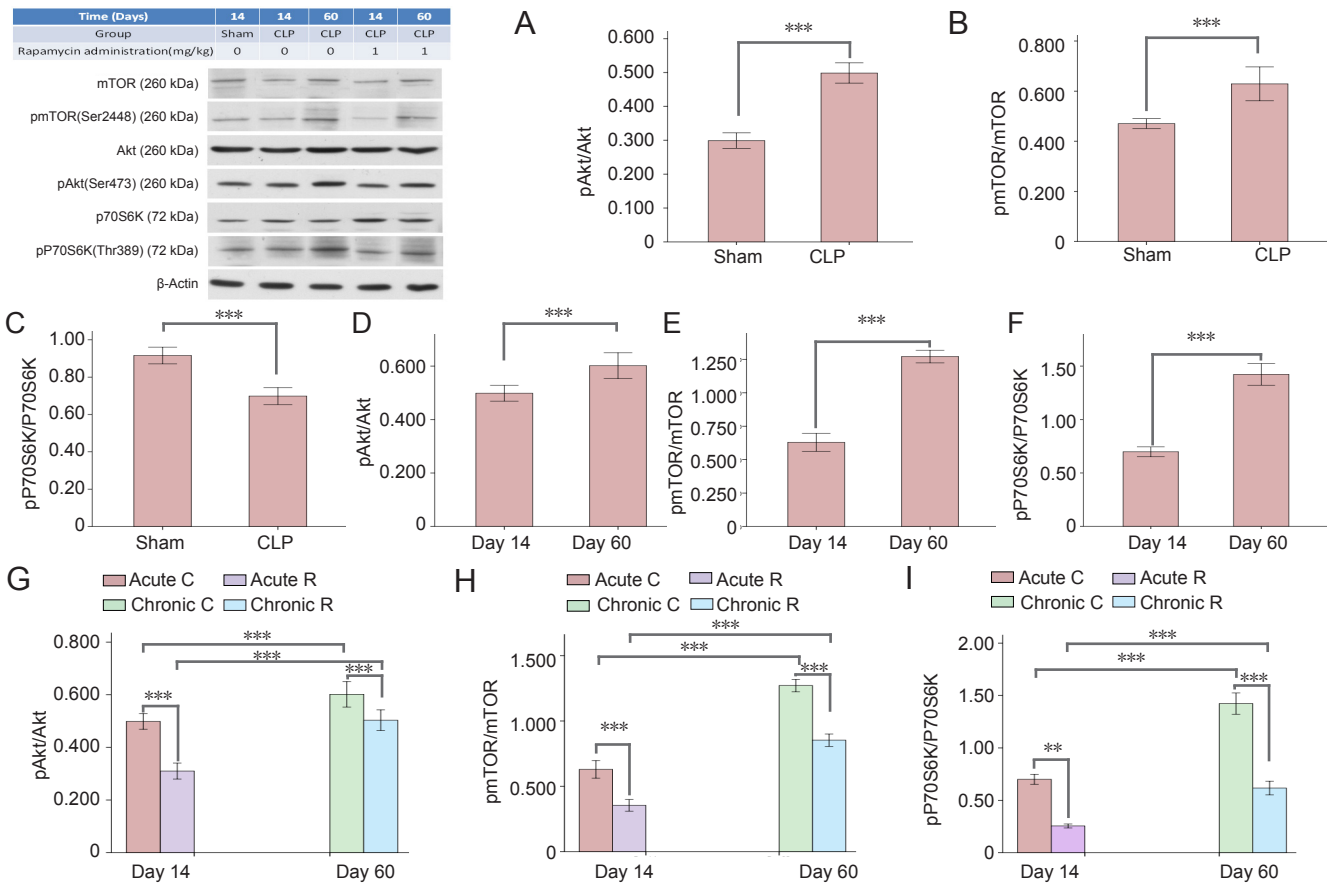 Time (Days) 14 14 60 14 60
Group Sham CLP CLP CLP CLP
Rapamycin administration(mg/kg) 0 0 0 1 1
mTOR (260 kDa)
pmTOR(Ser2448) (260 kDa)
Akt (260 kDa)
pAkt(Ser473) (260 kDa)
p70S6K (72 kDa)
pP70S6K(Thr389) (72 kDa)
β-Actin
A
***
0.600
0.500
0.400
0.300
0.200
0.100
0
pAkt/Akt
Sham CLP
B
***
0.800
0.600
0.400
0.200
0
pmTOR/mTOR
Sham CLP
C
***
1.00
0.80
0.60
0.40
0.20
0
pP70S6K/P70S6K
Sham CLP
D
***
0.600
0.400
0.200
0
pAkt/Akt
Day 14 Day 60
E
***
1.250
1.000
0.750
0.500
0.250
0
pmTOR/mTOR
Day 14 Day 60
F
***
1.50
1.00
0.50
0
pP70S6K/P70S6K
Day 14 Day 60
G
Acute C Acute R
Chronic C Chronic R
***
***
***
***
0.800
0.600
0.500
0.200
0
pAkt/Akt
Day 14 Day 60
H
Acute C Acute R
Chronic C Chronic R
***
***
***
***
1.500
1.000
0.500
0
pmTOR/mTOR
Day 14 Day 60
I
Acute C Acute R
Chronic C Chronic R
***
***
***
**
2.00
1.50
1.00
0.50
0
pP70S6K/P70S6K
Day 14 Day 60